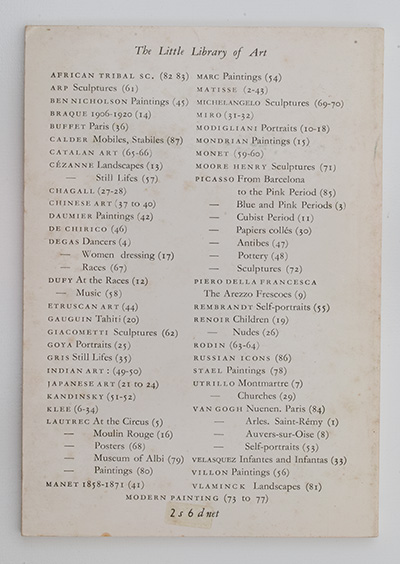 The Little Library of Art
AFRICAN TRIBAL SC. (82 83)
ARP Sculptures (61)
BEN NICHOLSON Paintings (45)
BRAQUE 1906-1920 (14)
BUFFET Paris (36)
CALDER Mobiles, Stabiles (87)
CATALAN ART (65-66)
CÉZANNE Landscapes (13)
— Still Lifes (57)
CHAGALL (27-28)
CHINESE ART (37 to 40)
DAUMIER Paintings (42)
DE CHIRICO (46)
DEGAS Dancers (4)
— Women dressing (17)
— Races (67)
DUFY At the Races (12)
— Music (58)
ETRUSCAN ART (44)
GAUGUIN Tahiti (20)
GIACOMETTI Sculptures (62)
GOYA Portraits (25)
GRIS Still Lifes (35)
INDIAN ART : (49-50)
JAPANESE ART (21 to 24)
KANDINSKY (51-52)
KLEE (6-34)
LAUTREC At the Circus (5)
— Moulin Rouge (16)
— Posters (68)
— Museum of Albi (79)
— Paintings (80)
MANET 1858-1871 (41)
MARC Paintings (54)
MATISSE (2-43)
MICHELANGELO Sculptures (69-70)
MIRO (31-32)
MODIGLIANI Portraits (10-18)
MONDRIAN Paintings (15)
MONET (59-60)
MOORE HENRY Sculptures (71)
PICASSO From Barcelona
to the Pink Period (85)
— Blue and Pink Periods (3)
— Cubist Period (11)
— Papiers collés (30)
— Antibes (47)
— Pottery (48)
— Sculptures (72)
PIERO DELLA FRANCESCA
The Arezzo Frescoes (9)
REMBRANDT Self-portraits (55)
RENOIR Children (19)
— Nudes (26)
RODIN (63-64)
RUSSIAN ICONS (86)
STAEL Paintings (78)
UTRILLO Montmartre (7)
— Churches (29)
VAN GOGH Nuenen. Paris (84)
— Arles. Saint-Rémy (1)
— Auvers-sur-Oise (8)
— Self-portraits (53)
VELASQUEZ Infantes and Infantas (33)
VILLON Paintings (56)
VLAMINCK Landscapes (81)
MODERN PAINTING (73 to 77)
2 s 6 d net